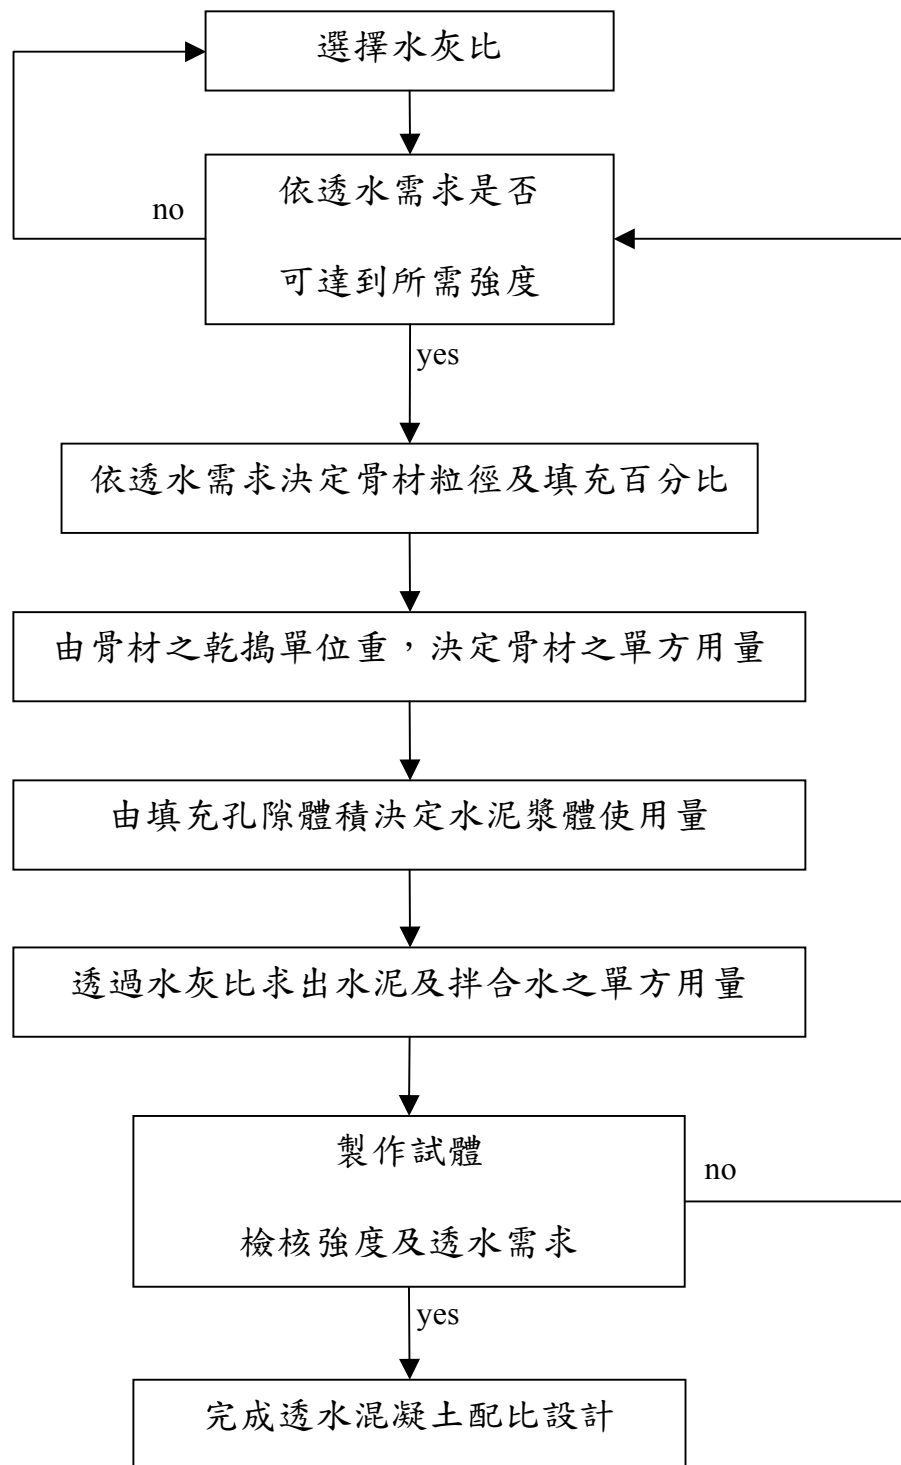 選擇水灰比
依透水需求是否
no
可達到所需強度
yes
依透水需求決定骨材粒徑及填充百分比
由骨材之乾搗單位重，決定骨材之單方用量
由填充孔隙體積決定水泥漿體使用量
透過水灰比求出水泥及拌合水之單方用量
製作試體
no
檢核強度及透水需求
yes
完成透水混凝土配比設計